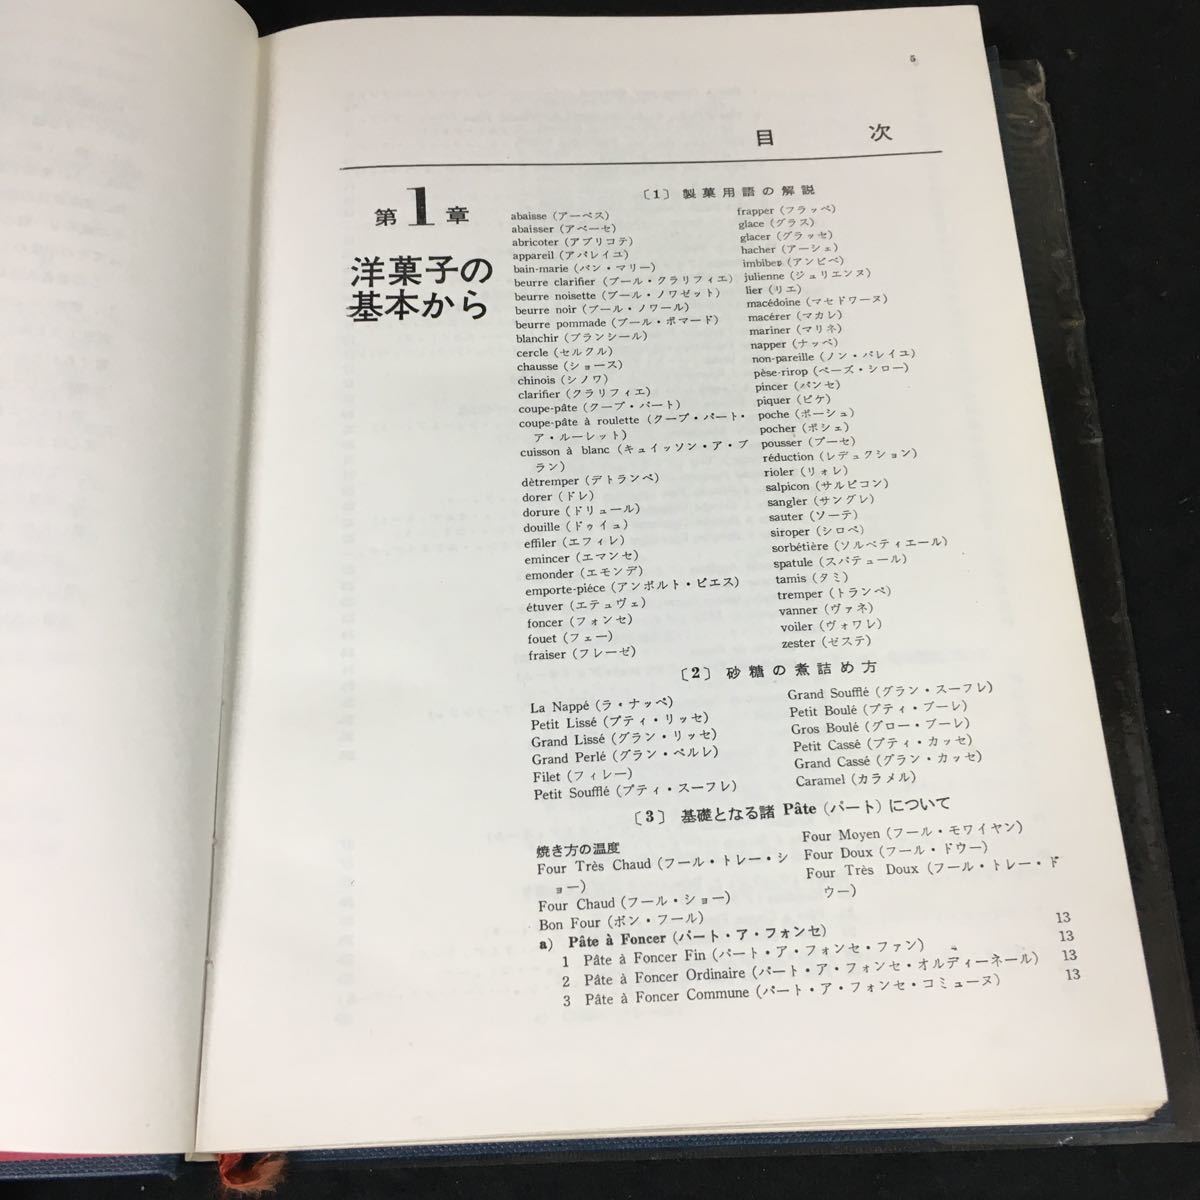 5
目次
第1章
洋菓子の
基本から
〔1〕 製菓用語の解説
abaisse (アーベス)
abaisser (アベーセ)
abricoter (アブリコテ)
appareil (アパレイユ)
bain-marie (バン・マリー)
beurre clarifier (ブール・クラリフィエ)
beurre noisette (ブール・ノワゼット)
beurre noir (ブール・ノワール)
beurre pommade (ブール・ポマード)
blanchir (ブランシール)
cercle (セルクル)
chausse (ショース)
chinois (シノワ)
clarifier (クラリフィエ)
coupe-pâte (クープ・パート)
coupe-pâte à roulette (クープ・パート・
ア・ルーレット)
cuisson à blanc (キュイッソン・ア・ブ
ラン)
dètremper (デトランペ)
dorer (ドレ)
dorure (ドリュール)
douille (ドゥイュ)
effiler (エフィレ)
emincer (エマンセ)
emonder (エモンデ)
emporte-piéce (アンポルト・ピエス)
étuver (エテュヴェ)
foncer (フォンセ)
fouet (フェー)
fraiser (フレーゼ)
frapper (フラッペ)
glace (グラス)
glacer (グラッセ)
hacher (アーシェ)
imbiber (アンビベ)
julienne (ジュリエンヌ)
lier (リエ)
macédoine (マセドワーヌ)
macérer (マカレ)
mariner (マリネ)
napper (ナッペ)
non-pareille (ノン・パレイユ)
pèse-rirop (ペーズ・シロー)
pincer (パンセ)
piquer (ピケ)
poche (ポーシュ)
pocher (ポシェ)
pousser (プーセ)
réduction (レデュクション)
rioler (リォレ)
salpicon (サルピコン)
sangler (サングレ)
sauter (ソーテ)
siroper (シロペ)
sorbétière (ソルベティエール)
spatule (スパテュール)
tamis (タミ)
tremper (トランペ)
vanner (ヴァネ)
voiler (ヴォワレ)
zester (ゼステ)
〔2〕 砂糖の煮詰め方
La Nappé (ラ・ナッペ)
Petit Lissé (プティ・リッセ)
Grand Lissé (グラン・リッセ)
Grand Perlé (グラン・ペルレ)
Filet (フィレー)
Petit Soufflé (プティ・スーフレ)
Grand Soufflé (グラン・スーフレ)
Petit Boulé (プティ・ブーレ)
Gros Boulé (グロー・ブーレ)
Petit Cassé (プティ・カッセ)
Grand Cassé (グラン・カッセ)
Caramel (カラメル)
〔3〕 基礎となる諸 Pâte (パート) について
焼き方の温度
Four Très Chaud (フール・トレー・シ
ョー)
Four Chaud (フール・ショー)
Bon Four (ボン・フール)
Four Moyen (フール・モワイヤン)
Four Doux (フール・ドウー)
Four Très Doux (フール・トレー・ド
ウー)
a) Pâte à Foncer (パート・ア・フォンセ) 13
1 Pâte à Foncer Fin (パート・ア・フォンセ・ファン) 13
2 Pâte à Foncer Ordinaire (パート・ア・フォンセ・オルディーネール) 13
3 Pâte à Foncer Commune (パート・ア・フォンセ・コミューヌ) 13